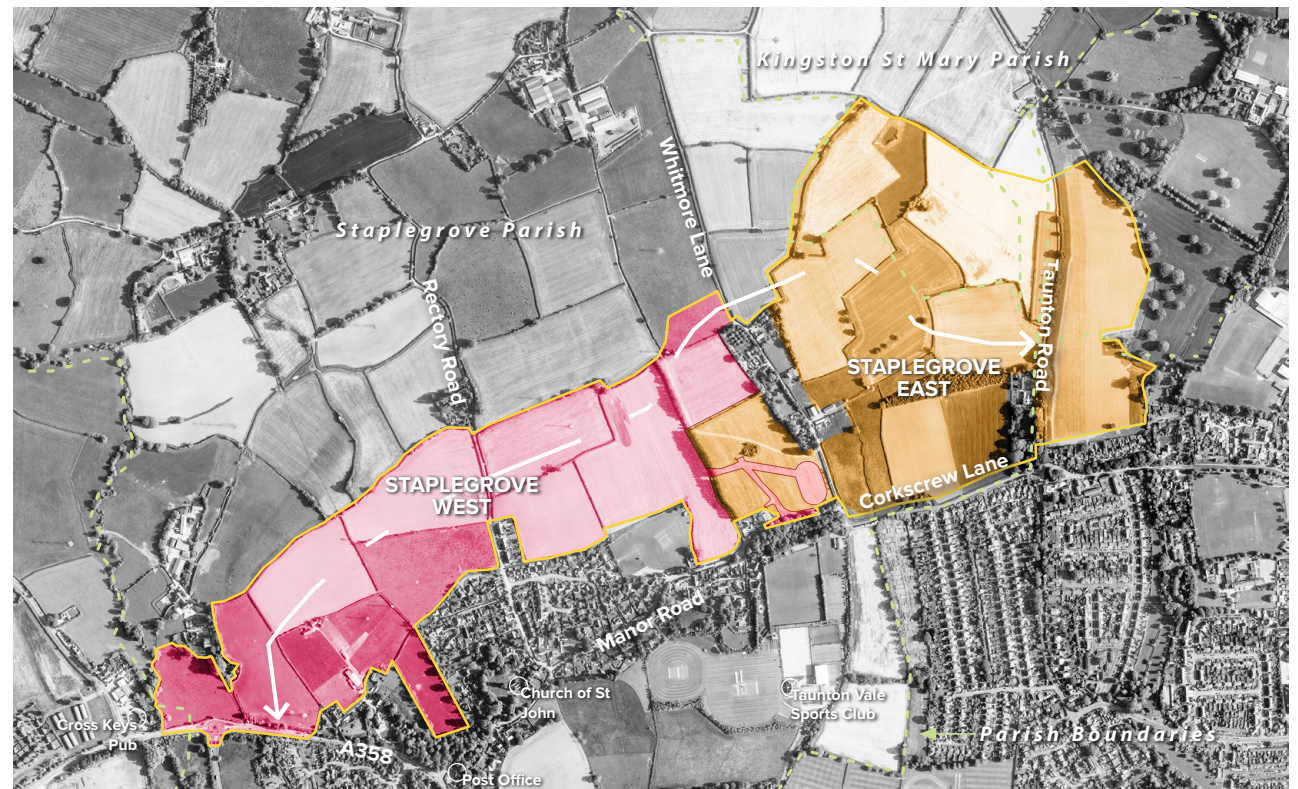 Kingston St Mary Parish
Whitmore Lane
Staplegrove Parish
Rectory Road
Taunton Road
STAPLEGROVE
EAST
STAPLEGROVE
WEST
Corkscrew Lane
Manor Road
Church of St
John
Taunton Vale
Sports Club
Cross Keys
Pub
A358
Parish Boundaries
Post Office